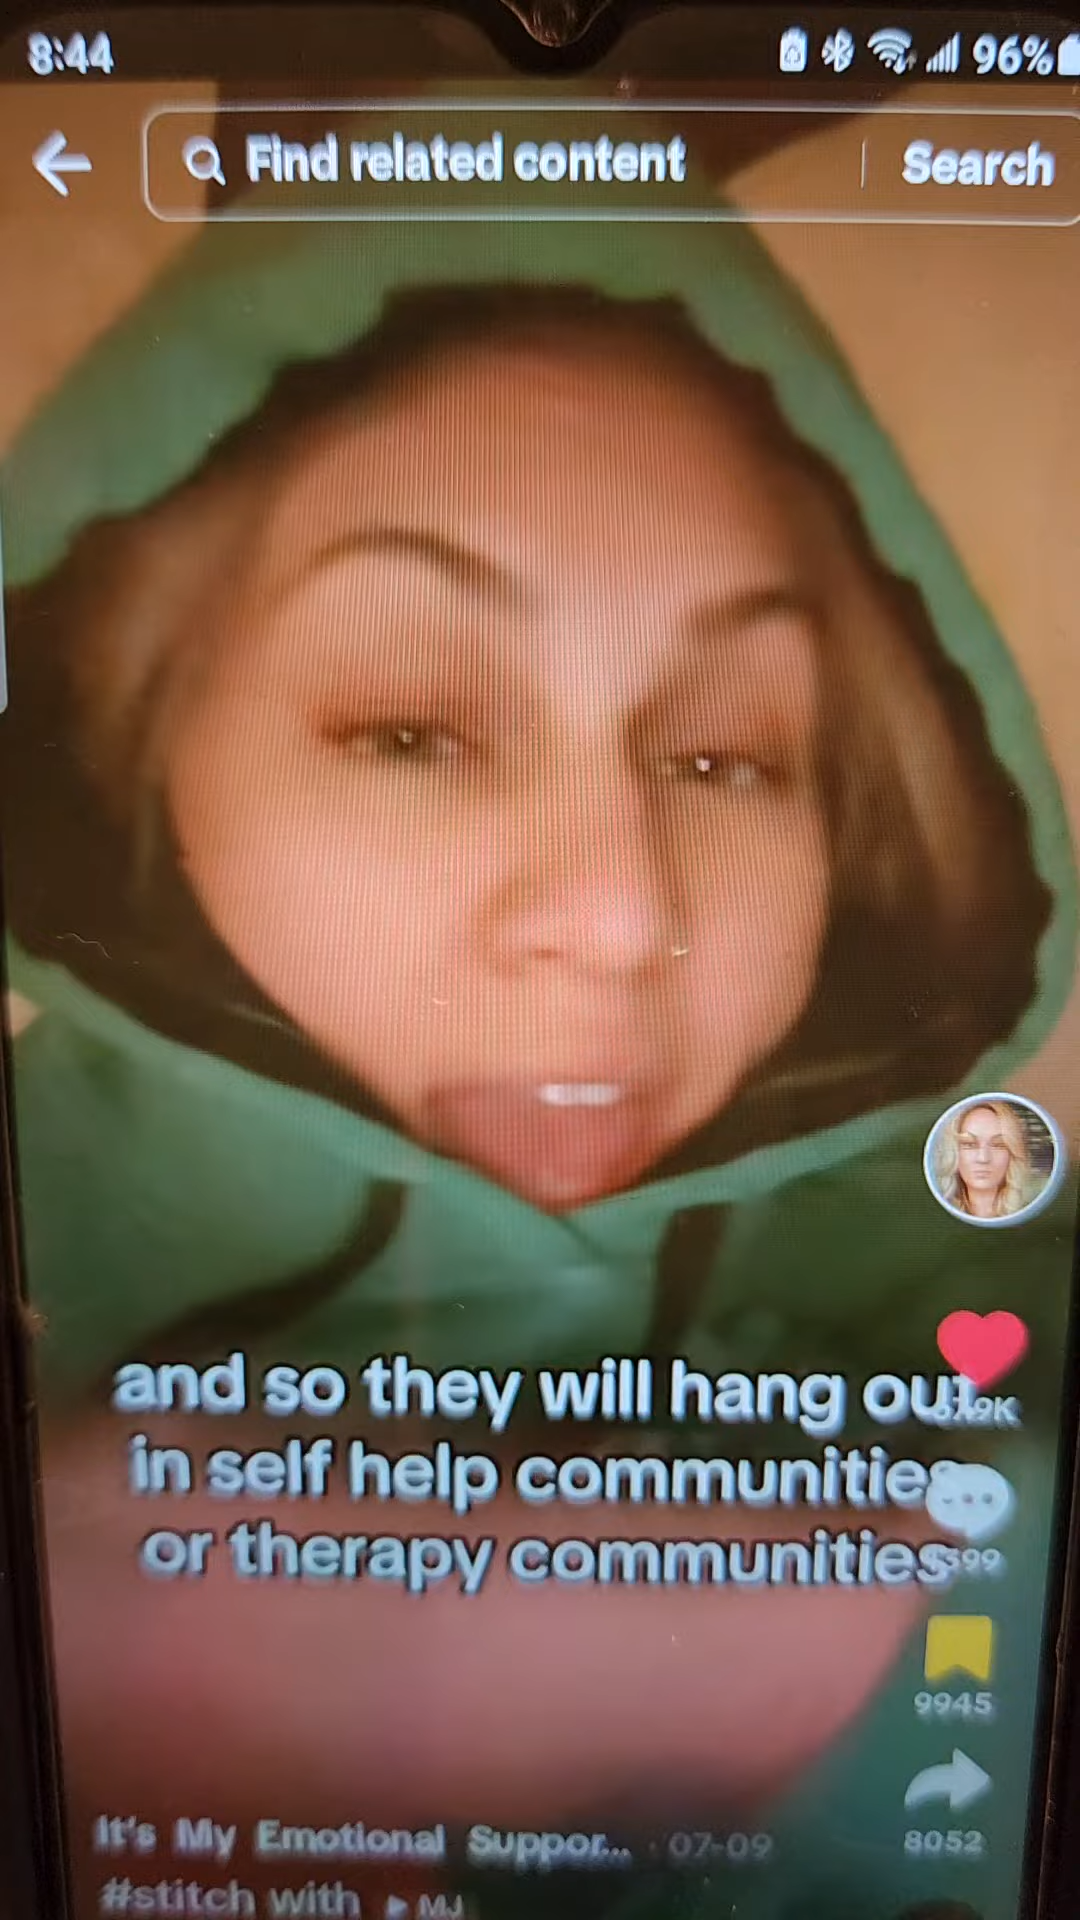 8:44
96%
Find related content
Search
and so they will hang out
in self help communities
or therapy communities
9945
8052
It's My Emotional Suppor... · 07-09
#stitch with ▶ MJ